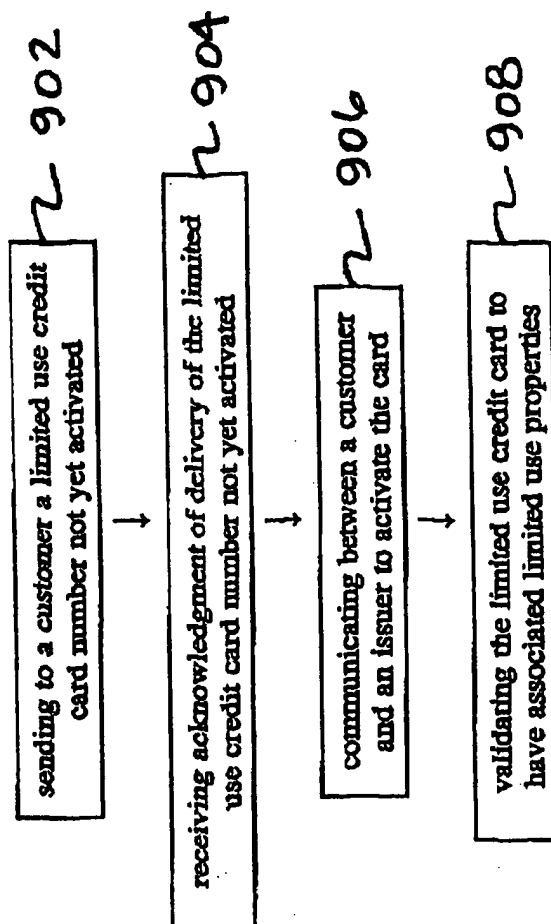 sending to a customer a limited use credit
card number not yet activated
902
receiving acknowledgment of delivery of the limited
use credit card number not yet activated
904
communicating between a customer
and an issuer to activate the card
906
validating the limited use credit card to
have associated limited use properties
908